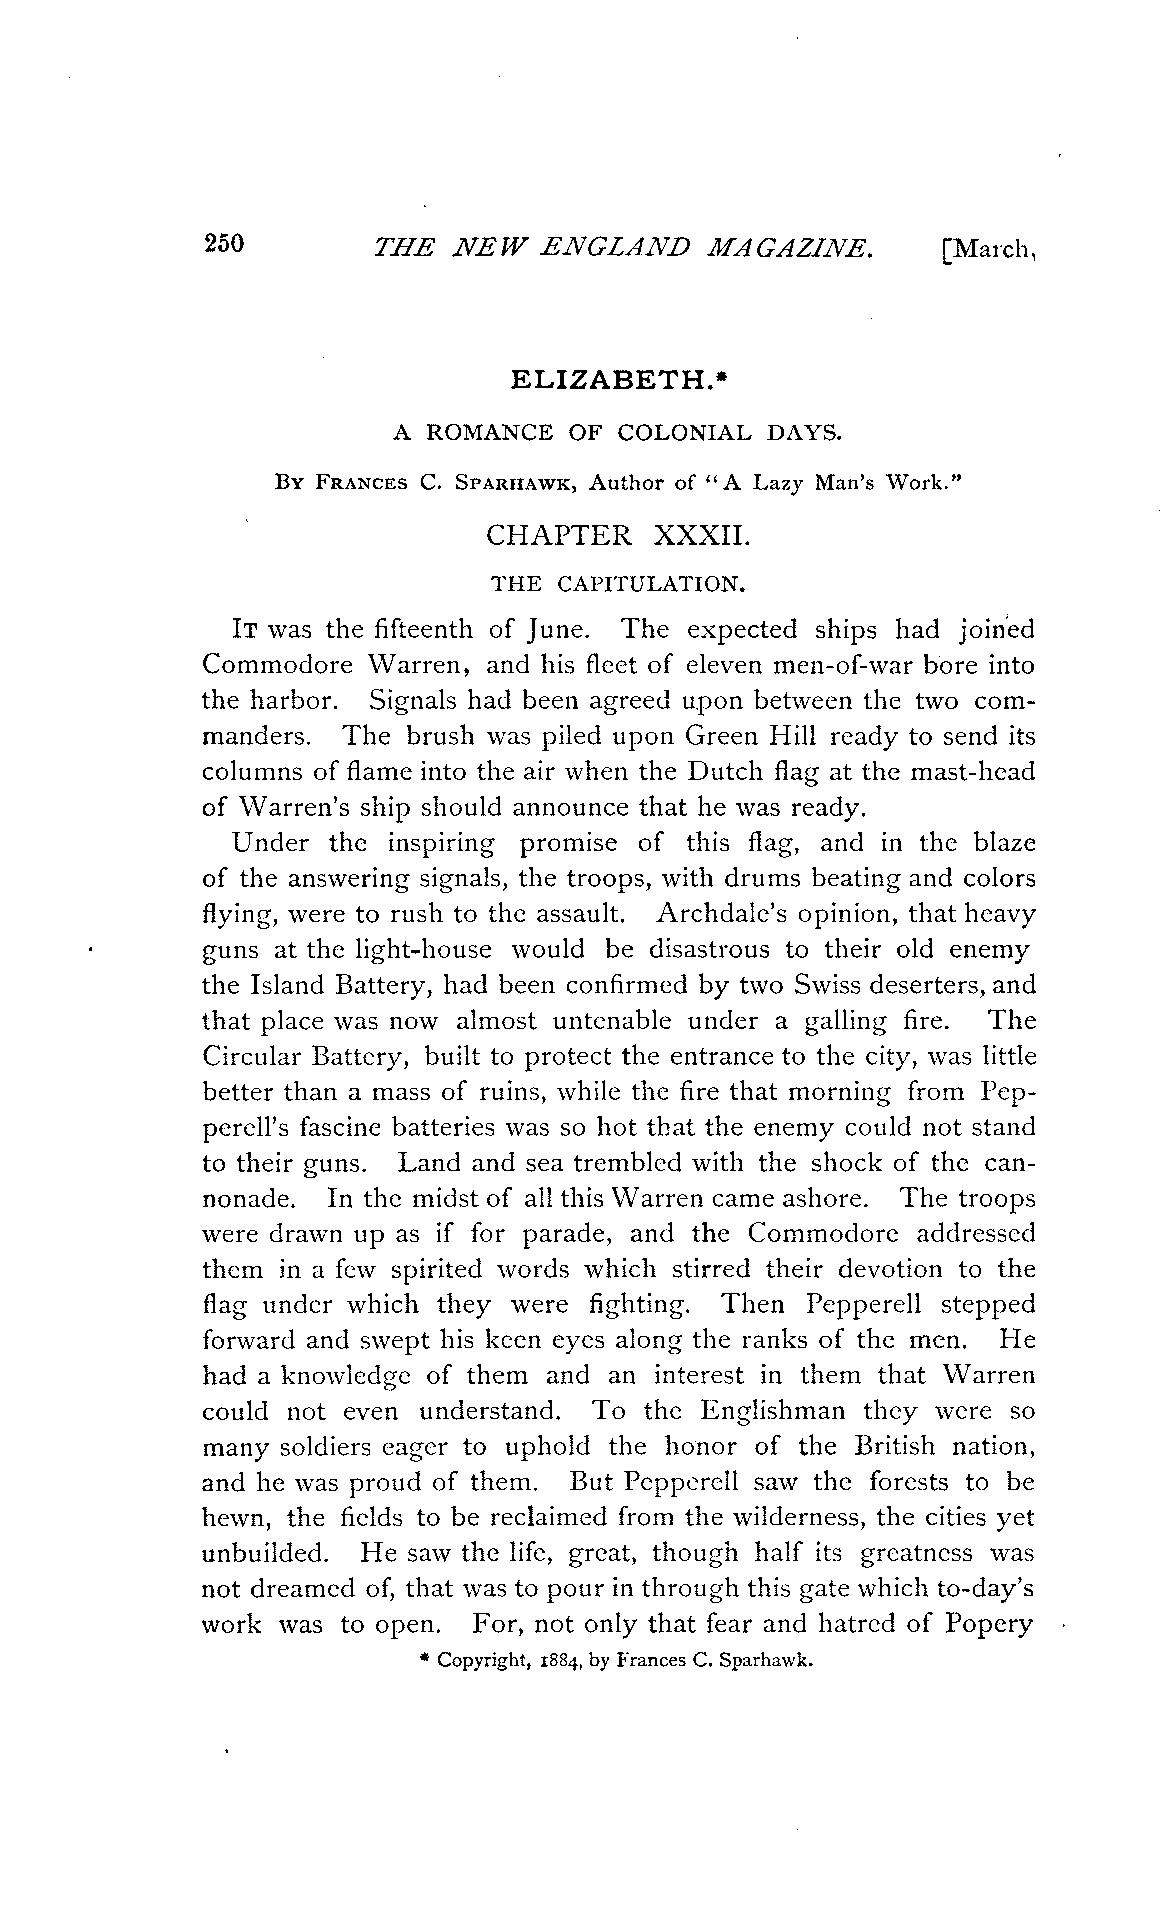 250 THE NEW ENGLAND MAGAZINE. [March,
ELIZABETH.*
A ROMANCE OF COLONIAL DAYS.
BY FRANCES C. SPARHAWK, Author of "A Lazy Man's Work."
CHAPTER XXXII.
THE CAPITULATION.
IT was the fifteenth of June. The expected ships had joined
Commodore Warren, and his fleet of eleven men-of-war bore into
the harbor. Signals had been agreed upon between the two com-
manders. The brush was piled upon Green Hill ready to send its
columns of flame into the air when the Dutch flag at the mast-head
of Warren's ship should announce that he was ready.
Under the inspiring promise of this flag, and in the blaze
of the answering signals, the troops, with drums beating and colors
flying, were to rush to the assault. Archdale's opinion, that heavy
guns at the light-house would be disastrous to their old enemy
the Island Battery, had been confirmed by two Swiss deserters, and
that place was now almost untenable under a galling fire. The
Circular Battery, built to protect the entrance to the city, was little
better than a mass of ruins, while the fire that morning from Pep-
perell's fascine batteries was so hot that the enemy could not stand
to their guns. Land and sea trembled with the shock of the can-
nonade. In the midst of all this Warren came ashore. The troops
were drawn up as if for parade, and the Commodore addressed
them in a few spirited words which stirred their devotion to the
flag under which they were fighting. Then Pepperell stepped
forward and swept his keen eyes along the ranks of the men. He
had a knowledge of them and an interest in them that Warren
could not even understand. To the Englishman they were so
many soldiers eager to uphold the honor of the British nation,
and he was proud of them. But Pepperell saw the forests to be
hewn, the fields to be reclaimed from the wilderness, the cities yet
unbuilded. He saw the life, great, though half its greatness was
not dreamed of, that was to pour in through this gate which to-day's
work was to open. For, not only that fear and hatred of Popery
* Copyright, 1884, by Frances C. Sparhawk.